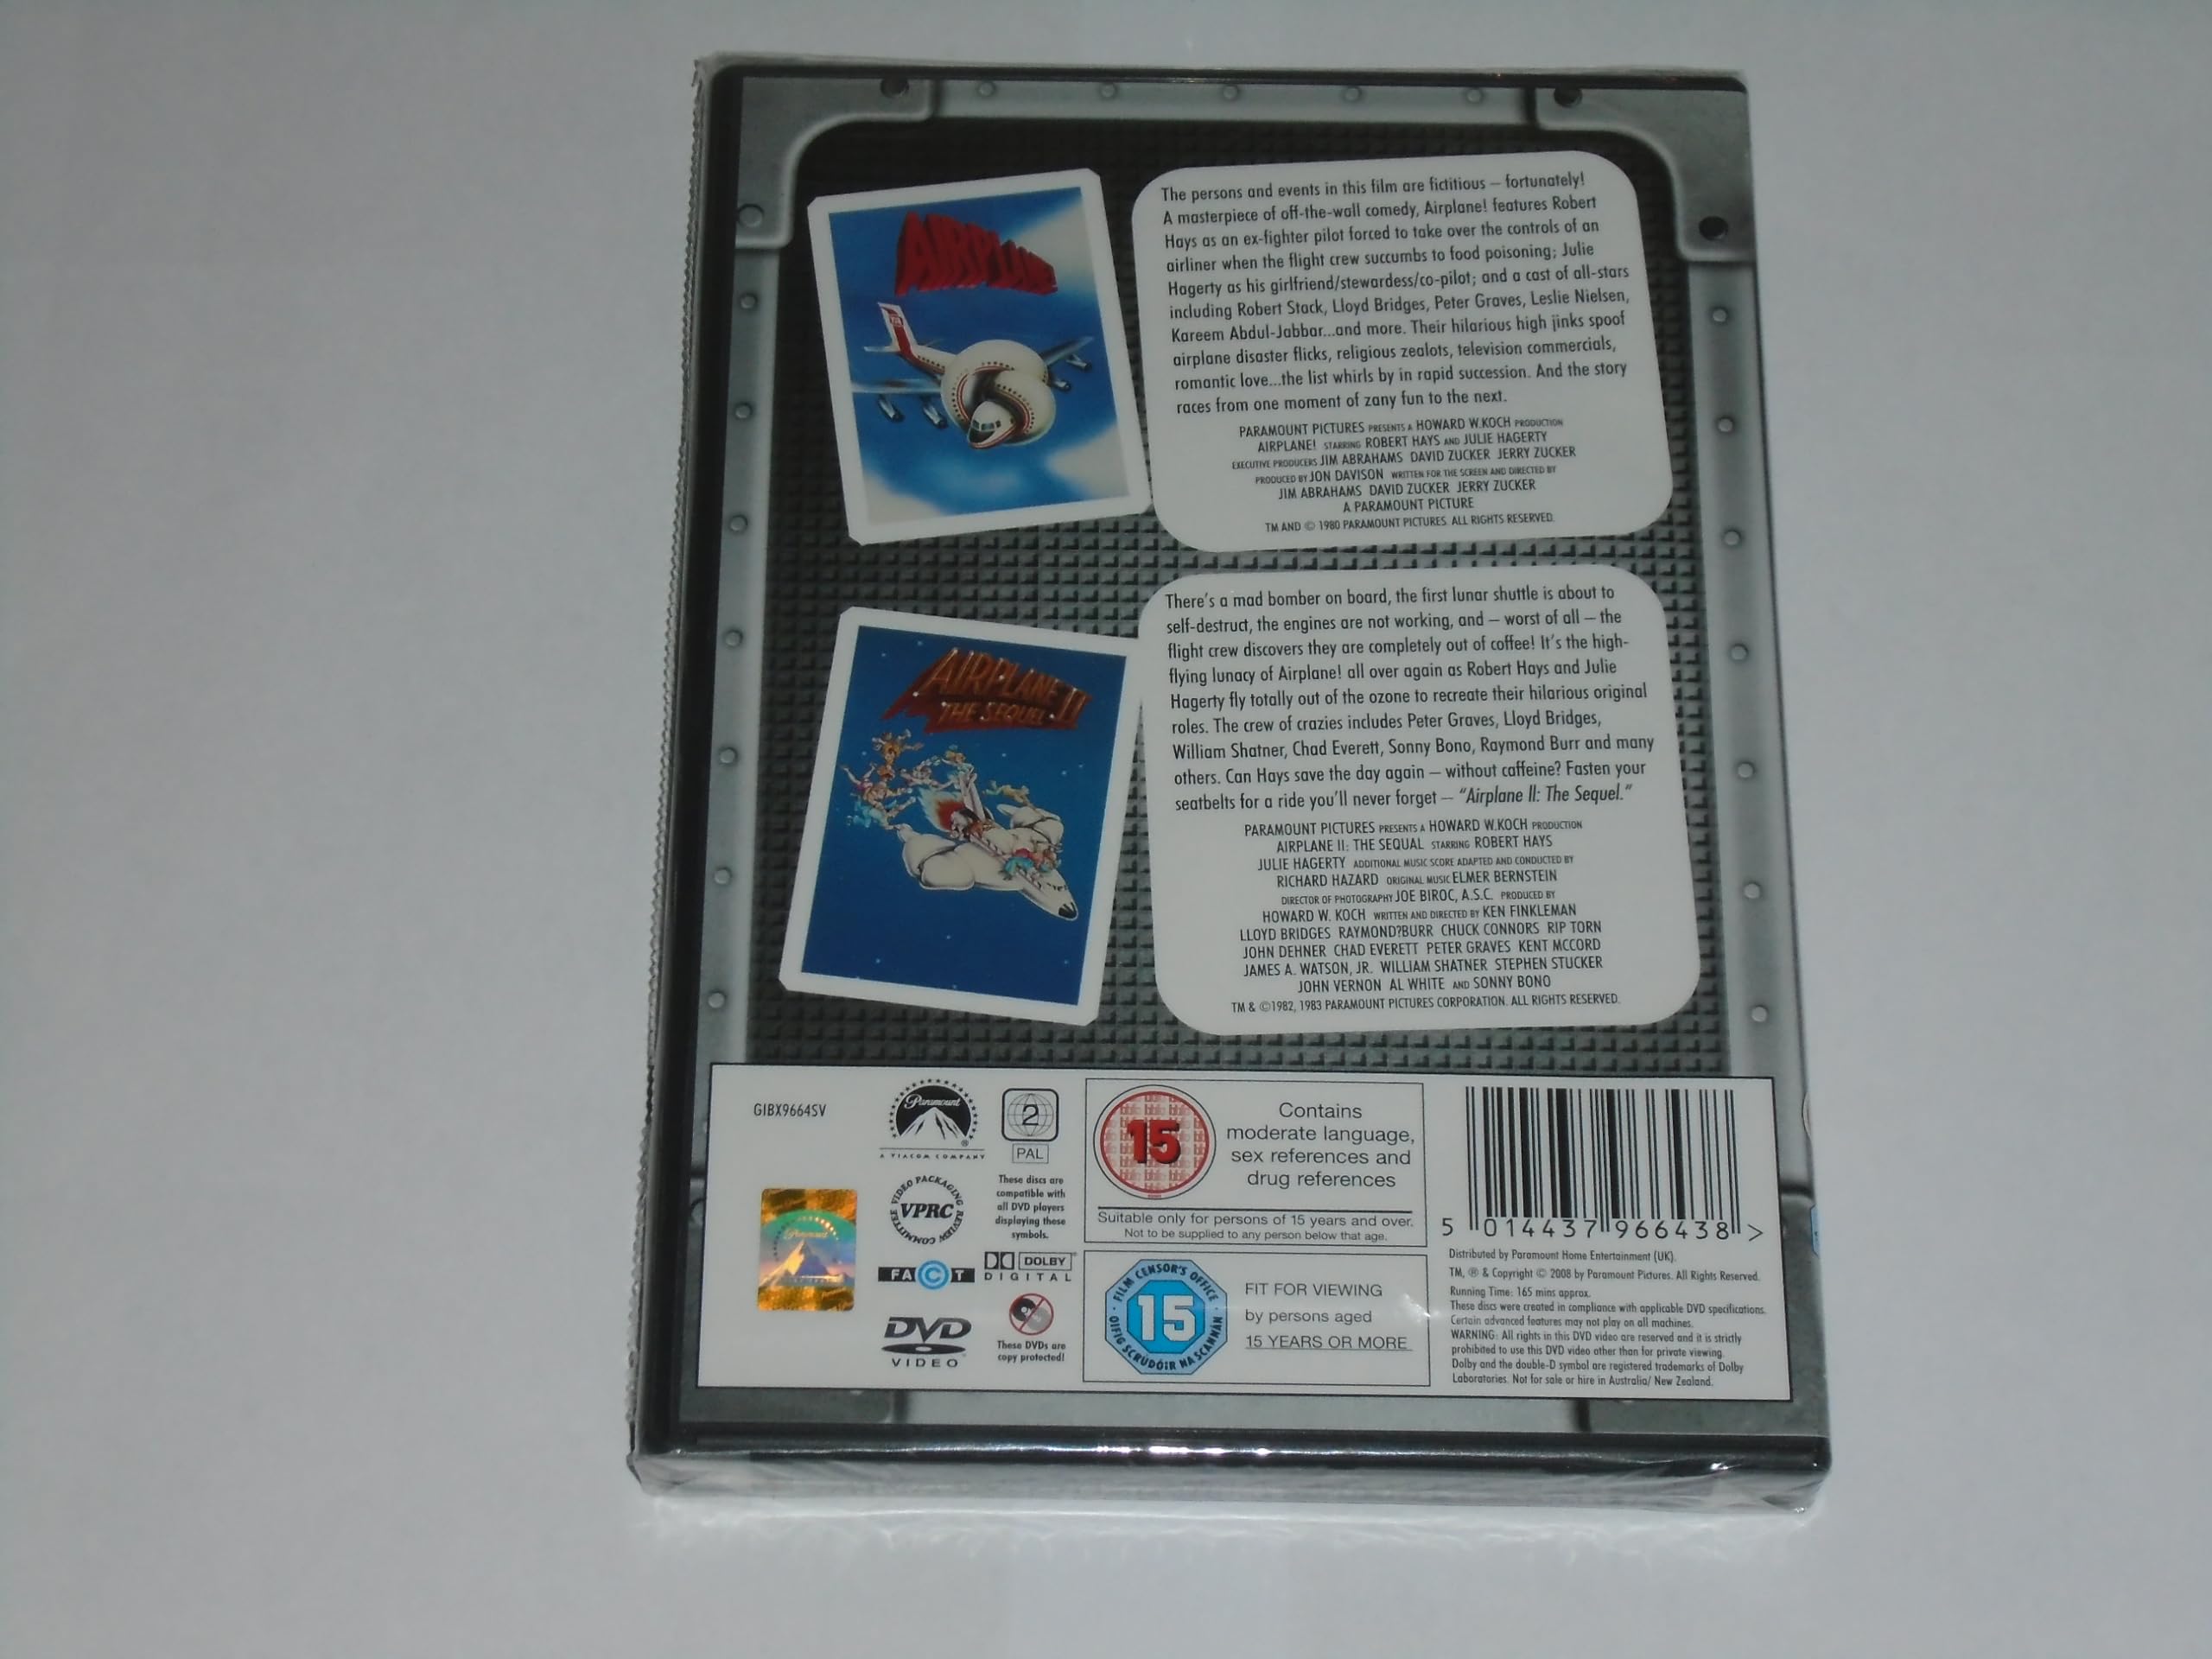 AIRPLANE!
The persons and events in this film are fictitious – fortunately!
A masterpiece of off-the-wall comedy, Airplane! features Robert
Hays as an ex-fighter pilot forced to take over the controls of an
airliner when the flight crew succumbs to food poisoning; Julie
Hagerty as his girlfriend/stewardess/co-pilot; and a cast of all-stars
including Robert Stack, Lloyd Bridges, Peter Graves, Leslie Nielsen,
Kareem Abdul-Jabbar...and more. Their hilarious high jinks spoof
airplane disaster flicks, religious zealots, television commercials,
romantic love...the list whirls by in rapid succession. And the story
races from one moment of zany fun to the next.
PARAMOUNT PICTURES PRESENTS A HOWARD W.KOCH PRODUCTION
AIRPLANE! STARRING ROBERT HAYS AND JULIE HAGERTY
EXECUTIVE PRODUCERS JIM ABRAHAMS DAVID ZUCKER JERRY ZUCKER
PRODUCED BY JON DAVISON WRITTEN FOR THE SCREEN AND DIRECTED BY
JIM ABRAHAMS DAVID ZUCKER JERRY ZUCKER
A PARAMOUNT PICTURE
TM AND © 1980 PARAMOUNT PICTURES. ALL RIGHTS RESERVED.
AIRPLANE II
THE SEQUEL
There's a mad bomber on board, the first lunar shuttle is about to
self-destruct, the engines are not working, and – worst of all – the
flight crew discovers they are completely out of coffee! It's the high-
flying lunacy of Airplane! all over again as Robert Hays and Julie
Hagerty fly totally out of the ozone to recreate their hilarious original
roles. The crew of crazies includes Peter Graves, Lloyd Bridges,
William Shatner, Chad Everett, Sonny Bono, Raymond Burr and many
others. Can Hays save the day again – without caffeine? Fasten your
seatbelts for a ride you'll never forget – "Airplane II: The Sequel."
PARAMOUNT PICTURES PRESENTS A HOWARD W.KOCH PRODUCTION
AIRPLANE II: THE SEQUAL STARRING ROBERT HAYS
JULIE HAGERTY ADDITIONAL MUSIC SCORE ADAPTED AND CONDUCTED BY
RICHARD HAZARD ORIGINAL MUSIC ELMER BERNSTEIN
DIRECTOR OF PHOTOGRAPHY JOE BIROC, A.S.C. PRODUCED BY
HOWARD W. KOCH WRITTEN AND DIRECTED BY KEN FINKLEMAN
LLOYD BRIDGES RAYMOND?BURR CHUCK CONNORS RIP TORN
JOHN DEHNER CHAD EVERETT PETER GRAVES KENT MCCORD
JAMES A. WATSON, JR. WILLIAM SHATNER STEPHEN STUCKER
JOHN VERNON AL WHITE AND SONNY BONO
TM & ©1982, 1983 PARAMOUNT PICTURES CORPORATION. ALL RIGHTS RESERVED.
GIBX9664SV
Paramount
Paramount ®
A VIACOM COMPANY
VIDEO PACKAGING REVIEW COMMITTEE
VPRC
FACT
DVD
VIDEO
2
PAL
These discs are
compatible with
all DVD players
displaying these
symbols.
DOLBY
DIGITAL
These DVDs are
copy protected!
15
Contains
moderate language,
sex references and
drug references
Suitable only for persons of 15 years and over.
Not to be supplied to any person below that age.
FILM CENSOR'S OFFICE
15
OIFIG SCRÚDÓIR NA SCANNÁN
FIT FOR VIEWING
by persons aged
15 YEARS OR MORE
5 014437 966438 >
Distributed by Paramount Home Entertainment (UK).
TM, ® & Copyright © 2008 by Paramount Pictures. All Rights Reserved.
Running Time: 165 mins approx.
These discs were created in compliance with applicable DVD specifications.
Certain advanced features may not play on all machines.
WARNING: All rights in this DVD video are reserved and it is strictly
prohibited to use this DVD video other than for private viewing.
Dolby and the double-D symbol are registered trademarks of Dolby
Laboratories. Not for sale or hire in Australia/ New Zealand.